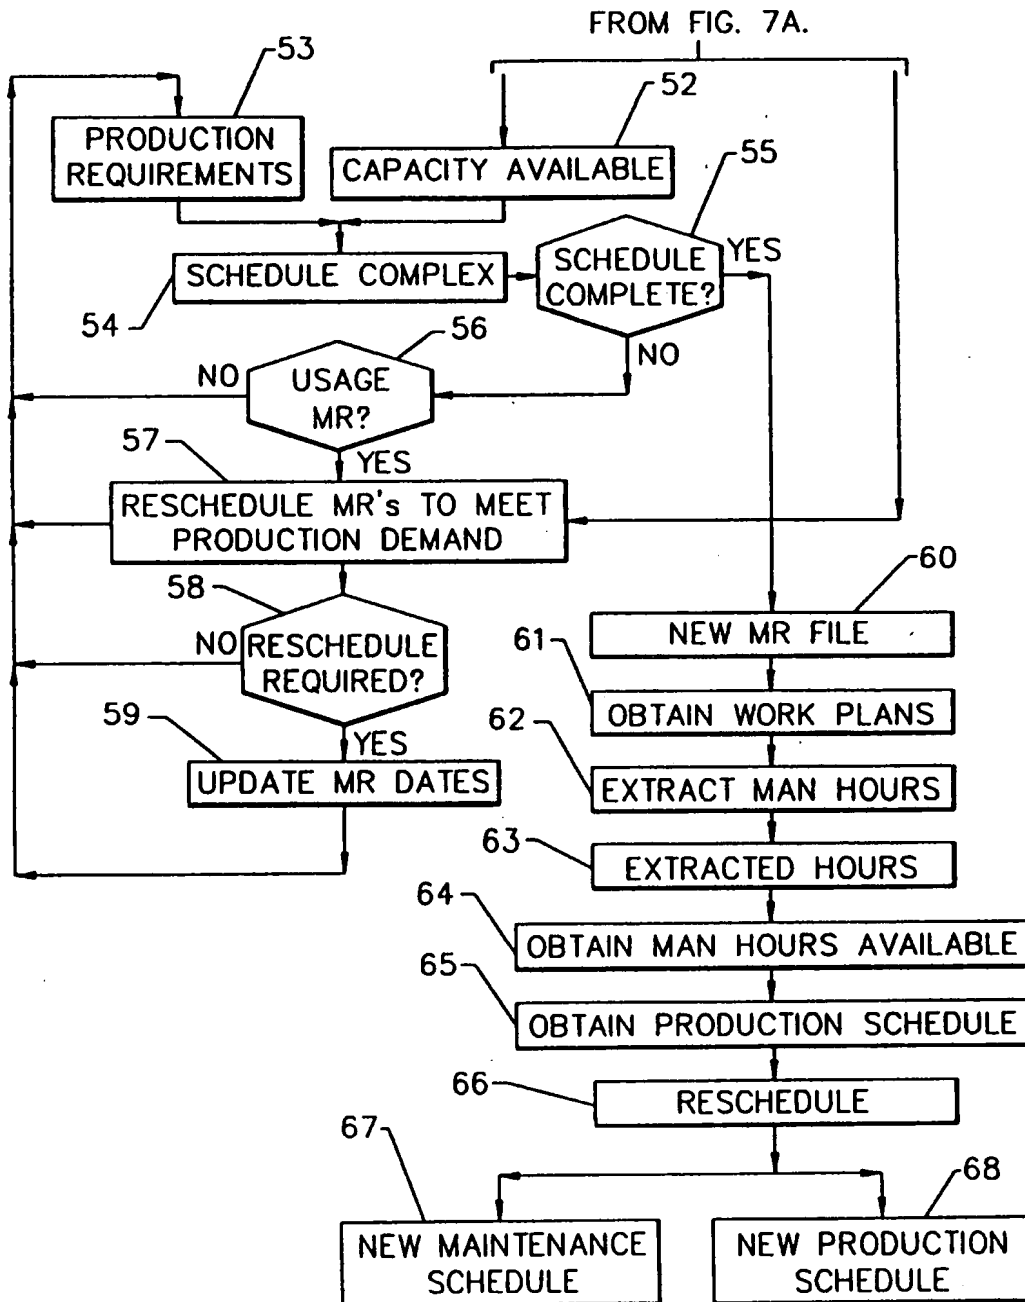 FROM FIG. 7A.
53
52
PRODUCTION
REQUIREMENTS
CAPACITY AVAILABLE
55
SCHEDULE COMPLEX
54
SCHEDULE
COMPLETE?
YES
NO
56
USAGE
MR?
NO
YES
57
RESCHEDULE MR's TO MEET
PRODUCTION DEMAND
58
RESCHEDULE
REQUIRED?
NO
YES
59
UPDATE MR DATES
60
NEW MR FILE
61
OBTAIN WORK PLANS
62
EXTRACT MAN HOURS
63
EXTRACTED HOURS
64
OBTAIN MAN HOURS AVAILABLE
65
OBTAIN PRODUCTION SCHEDULE
66
RESCHEDULE
67
NEW MAINTENANCE
SCHEDULE
68
NEW PRODUCTION
SCHEDULE